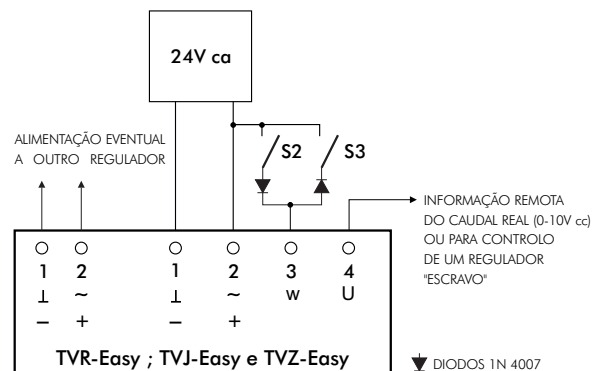 24V ca
ALIMENTAÇÃO EVENTUAL
A OUTRO REGULADOR
S2
S3
INFORMAÇÃO REMOTA
DO CAUDAL REAL (0-10V cc)
OU PARA CONTROLO
DE UM REGULADOR
"ESCRAVO"
1 2 1 2 3 4
⊥ ~ ⊥ ~ w U
– + – +
TVR-Easy ; TVJ-Easy e TVZ-Easy
DIODOS 1N 4007